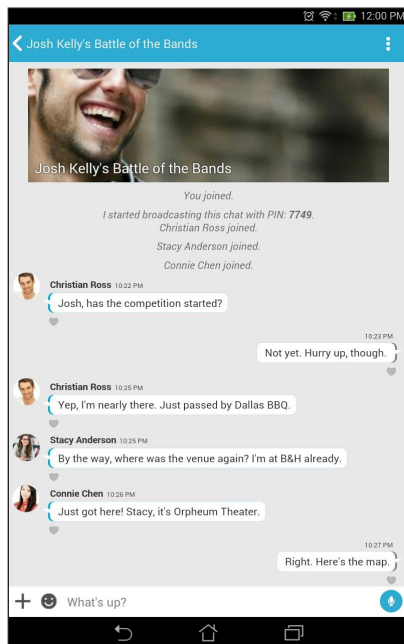 12:00 PM
Josh Kelly's Battle of the Bands
Josh Kelly's Battle of the Bands
You joined.
I started broadcasting this chat with PIN: 7749.
Christian Ross joined.
Stacy Anderson joined.
Connie Chen joined.
Christian Ross 10:22 PM
Josh, has the competition started?
10:23 PM
Not yet. Hurry up, though.
Christian Ross 10:25 PM
Yep, I'm nearly there. Just passed by Dallas BBQ.
Stacy Anderson 10:25 PM
By the way, where was the venue again? I'm at B&H already.
Connie Chen 10:26 PM
Just got here! Stacy, it's Orpheum Theater.
10:27 PM
Right. Here's the map.
What's up?